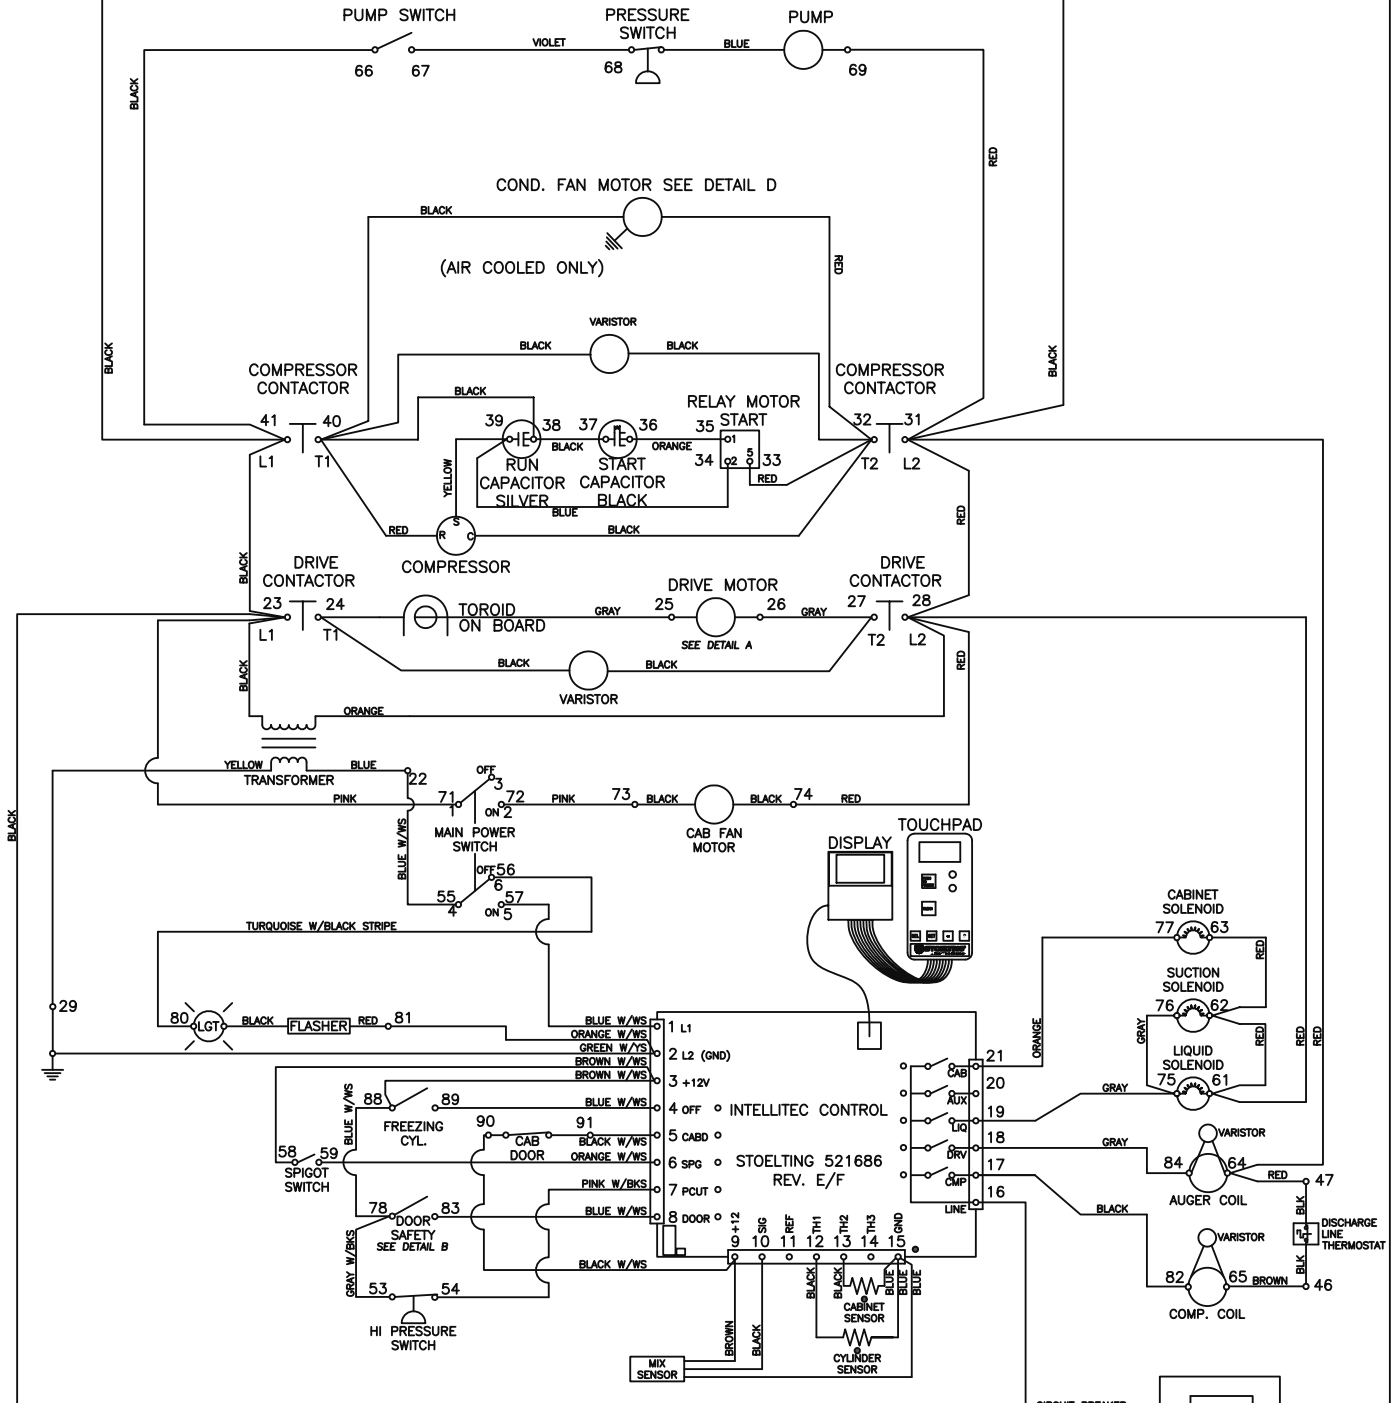 PUMP SWITCH
PRESSURE
SWITCH
PUMP
66
67
VIOLET
68
BLUE
69
BLACK
RED
COND. FAN MOTOR SEE DETAIL D
BLACK
(AIR COOLED ONLY)
RED
VARISTOR
BLACK
BLACK
BLACK
BLACK
COMPRESSOR
CONTACTOR
COMPRESSOR
CONTACTOR
BLACK
RELAY MOTOR
START
41
40
39
38
37
36
35
1
32
31
BLACK
ORANGE
34
2
5
33
L1
T1
T2
L2
RUN
CAPACITOR
SILVER
START
CAPACITOR
BLACK
YELLOW
BLUE
RED
RED
S
R
C
BLACK
COMPRESSOR
RED
BLACK
DRIVE
CONTACTOR
DRIVE MOTOR
DRIVE
CONTACTOR
23
24
TOROID
ON BOARD
GRAY
25
26
GRAY
27
28
L1
T1
SEE DETAIL A
T2
L2
BLACK
BLACK
VARISTOR
BLACK
RED
ORANGE
YELLOW
TRANSFORMER
BLUE
22
OFF
3
PINK
71
1
ON
2
72
PINK
73
BLACK
BLACK
74
RED
CAB FAN
MOTOR
MAIN POWER
SWITCH
BLACK
BLUE W/WS
OFF
56
6
55
4
ON
5
57
TURQUOISE W/BLACK STRIPE
DISPLAY
TOUCHPAD
CABINET
SOLENOID
77
63
RED
SUCTION
SOLENOID
76
62
GRAY
RED
RED
RED
LIQUID
SOLENOID
75
61
29
80
LGT
BLACK
FLASHER
RED
81
BLUE W/WS
ORANGE W/WS
GREEN W/YS
BROWN W/WS
BROWN W/WS
BLUE W/WS
BLACK W/WS
ORANGE W/WS
PINK W/BKS
BLUE W/WS
1 L1
2 L2 (GND)
3 +12V
4 OFF
5 CABD
6 SPG
7 PCUT
8 DOOR
INTELLITEC CONTROL
STOELTING 521686
REV. E/F
CAB
AUX
LIQ
DRV
CMP
LINE
21
20
19
18
17
16
ORANGE
GRAY
GRAY
BLACK
BLUE W/WS
88
89
FREEZING
CYL.
90
91
CAB
DOOR
58
59
SPIGOT
SWITCH
78
83
DOOR
SAFETY
SEE DETAIL B
GRAY W/BKS
53
54
HI PRESSURE
SWITCH
BLACK W/WS
+12
SIG
REF
TH1
TH2
TH3
GND
9
10
11
12
13
14
15
BLACK
BLACK
BLUE
BLUE
BLUE
CABINET
SENSOR
CYLINDER
SENSOR
BROWN
BLACK
MIX
SENSOR
VARISTOR
84
64
RED
AUGER COIL
47
BLK
DISCHARGE
LINE
THERMOSTAT
BLK
VARISTOR
82
65
BROWN
46
COMP. COIL
CIRCUIT BREAKER